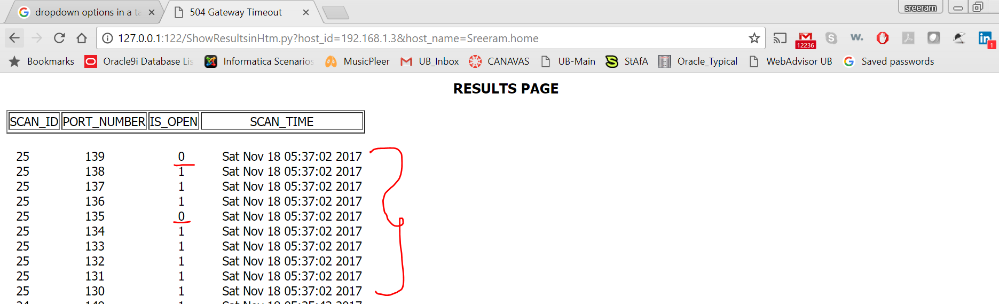 dropdown options in a ta
504 Gateway Timeout
sreeram
127.0.0.1:122/ShowResultsinHtm.py?host_id=192.168.1.3&host_name=Sreeram.home
12236
w.
in
1
Bookmarks Oracle9i Database Lis Informatica Scenarios MusicPleer UB_Inbox CANAVAS UB-Main StAfA Oracle_Typical WebAdvisor UB Saved passwords
RESULTS PAGE
SCAN_ID PORT_NUMBER IS_OPEN SCAN_TIME
25 139 0 Sat Nov 18 05:37:02 2017
25 138 1 Sat Nov 18 05:37:02 2017
25 137 1 Sat Nov 18 05:37:02 2017
25 136 1 Sat Nov 18 05:37:02 2017
25 135 0 Sat Nov 18 05:37:02 2017
25 134 1 Sat Nov 18 05:37:02 2017
25 133 1 Sat Nov 18 05:37:02 2017
25 132 1 Sat Nov 18 05:37:02 2017
25 131 1 Sat Nov 18 05:37:02 2017
25 130 1 Sat Nov 18 05:37:02 2017